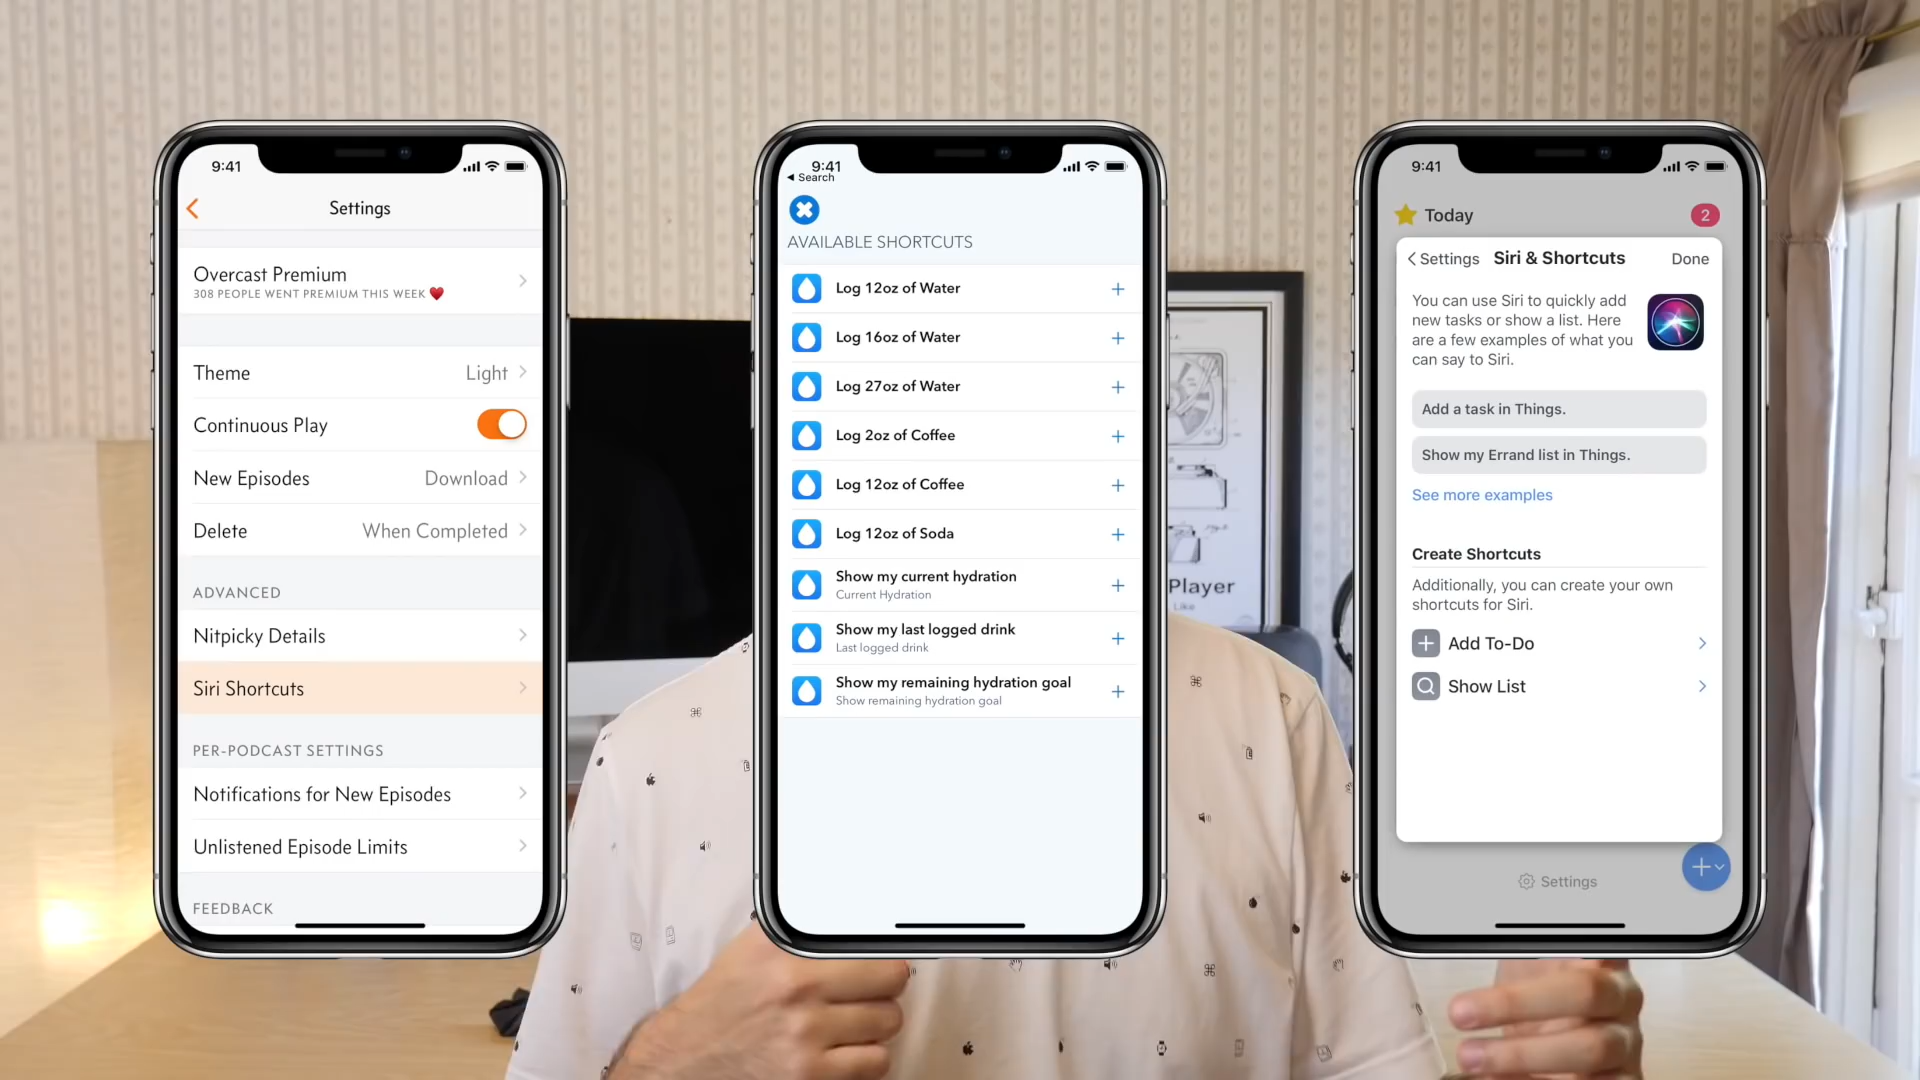 9:41
Settings
Overcast Premium
308 PEOPLE WENT PREMIUM THIS WEEK
Theme
Light
Continuous Play
New Episodes
Download
Delete
When Completed
ADVANCED
Nitpicky Details
Siri Shortcuts
PER-PODCAST SETTINGS
Notifications for New Episodes
Unlistened Episode Limits
FEEDBACK
9:41
Search
AVAILABLE SHORTCUTS
Log 12oz of Water
Log 16oz of Water
Log 27oz of Water
Log 2oz of Coffee
Log 12oz of Coffee
Log 12oz of Soda
Show my current hydration
Current Hydration
Show my last logged drink
Last logged drink
Show my remaining hydration goal
Show remaining hydration goal
Player
Like
9:41
Today
2
Settings
Siri & Shortcuts
Done
You can use Siri to quickly add
new tasks or show a list. Here
are a few examples of what you
can say to Siri.
Add a task in Things.
Show my Errand list in Things.
See more examples
Create Shortcuts
Additionally, you can create your own
shortcuts for Siri.
Add To-Do
Show List
Settings